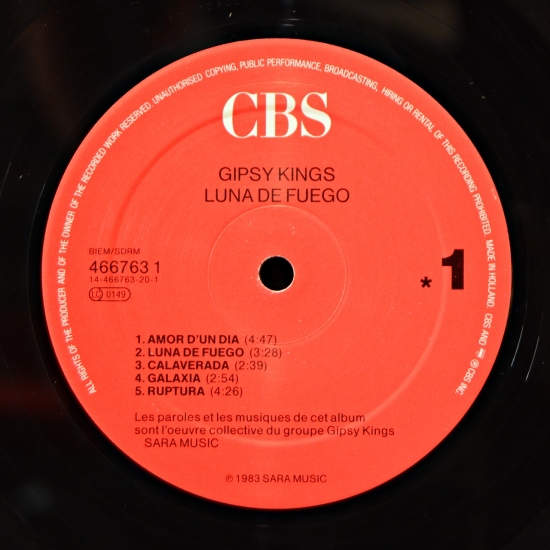 ALL RIGHTS OF THE PRODUCER AND OF THE OWNER OF THE RECORDED WORK RESERVED. UNAUTHORISED COPYING, PUBLIC PERFORMANCE, BROADCASTING, HIRING OR RENTAL OF THIS RECORDING PROHIBITED. MADE IN HOLLAND. CBS AND ℗ CBS INC.
CBS
GIPSY KINGS
LUNA DE FUEGO
BIEM/SDRM
466763 1
14-466763-20-1
LC 0149
* 1
1. AMOR D'UN DIA (4:47)
2. LUNA DE FUEGO (3:28)
3. CALAVERADA (2:39)
4. GALAXIA (2:54)
5. RUPTURA (4:26)
Les paroles et les musiques de cet album
sont l'oeuvre collective du groupe Gipsy Kings
SARA MUSIC
℗ 1983 SARA MUSIC